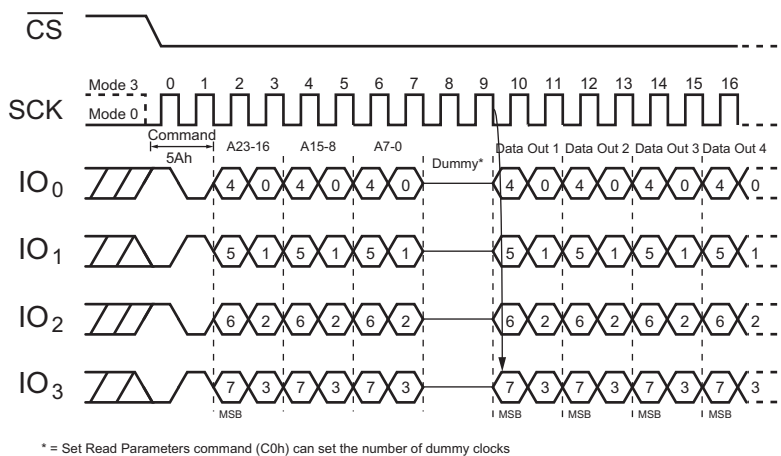 CS
Mode 3
Mode 0
SCK
0 1 2 3 4 5 6 7 8 9 10 11 12 13 14 15 16
Command
5Ah
A23-16 A15-8 A7-0 Dummy* Data Out 1 Data Out 2 Data Out 3 Data Out 4
IO0 4 0 4 0 4 0 4 0 4 0 4 0 4 0
IO1 5 1 5 1 5 1 5 1 5 1 5 1 5 1
IO2 6 2 6 2 6 2 6 2 6 2 6 2 6 2
IO3 7 3 7 3 7 3 7 3 7 3 7 3 7 3
MSB MSB MSB MSB MSB
* = Set Read Parameters command (C0h) can set the number of dummy clocks